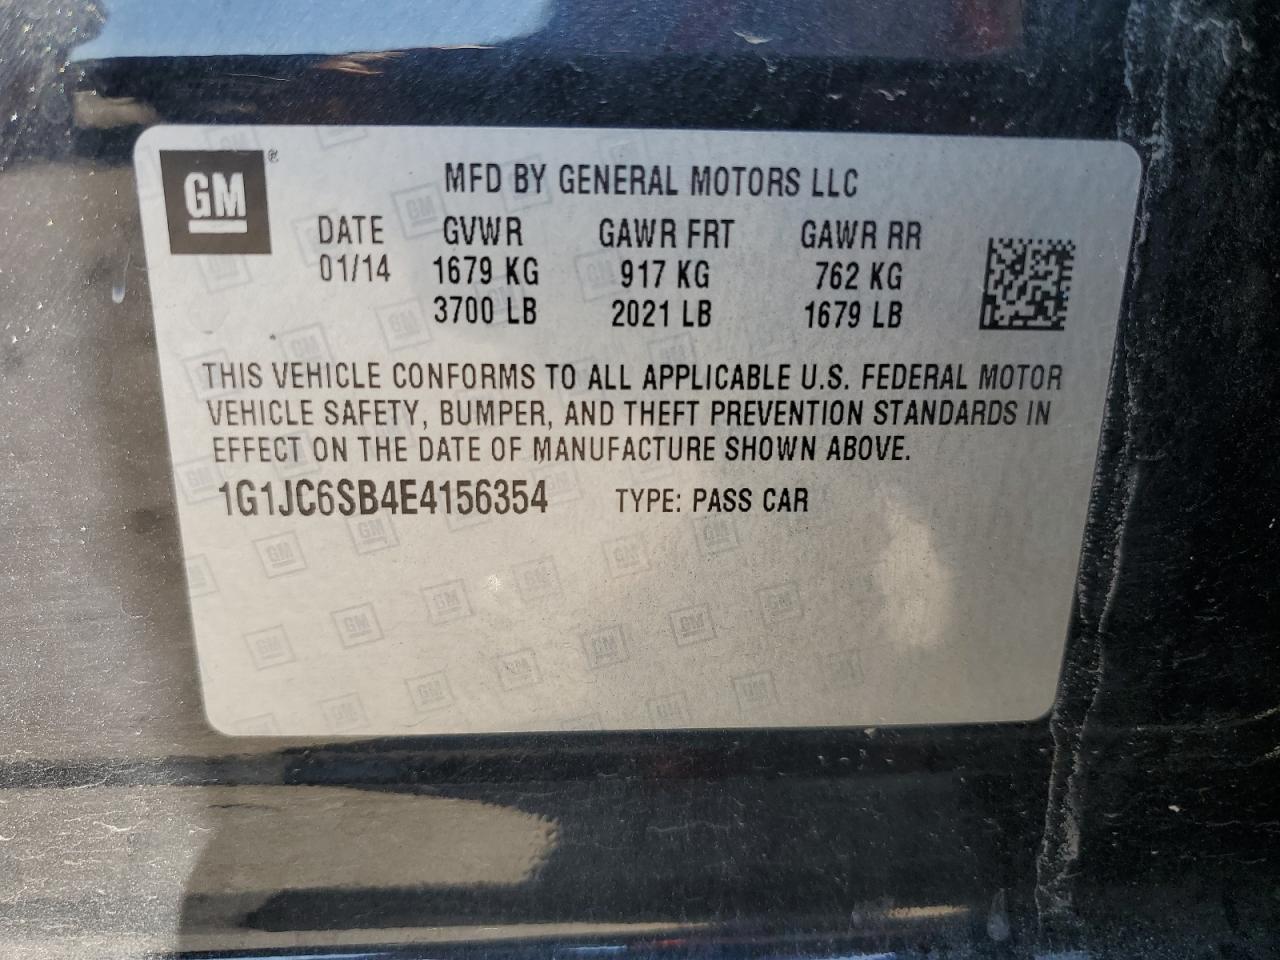 GM ®
MFD BY GENERAL MOTORS LLC
DATE GVWR GAWR FRT GAWR RR
01/14 1679 KG 917 KG 762 KG
3700 LB 2021 LB 1679 LB
THIS VEHICLE CONFORMS TO ALL APPLICABLE U.S. FEDERAL MOTOR
VEHICLE SAFETY, BUMPER, AND THEFT PREVENTION STANDARDS IN
EFFECT ON THE DATE OF MANUFACTURE SHOWN ABOVE.
1G1JC6SB4E4156354 TYPE: PASS CAR